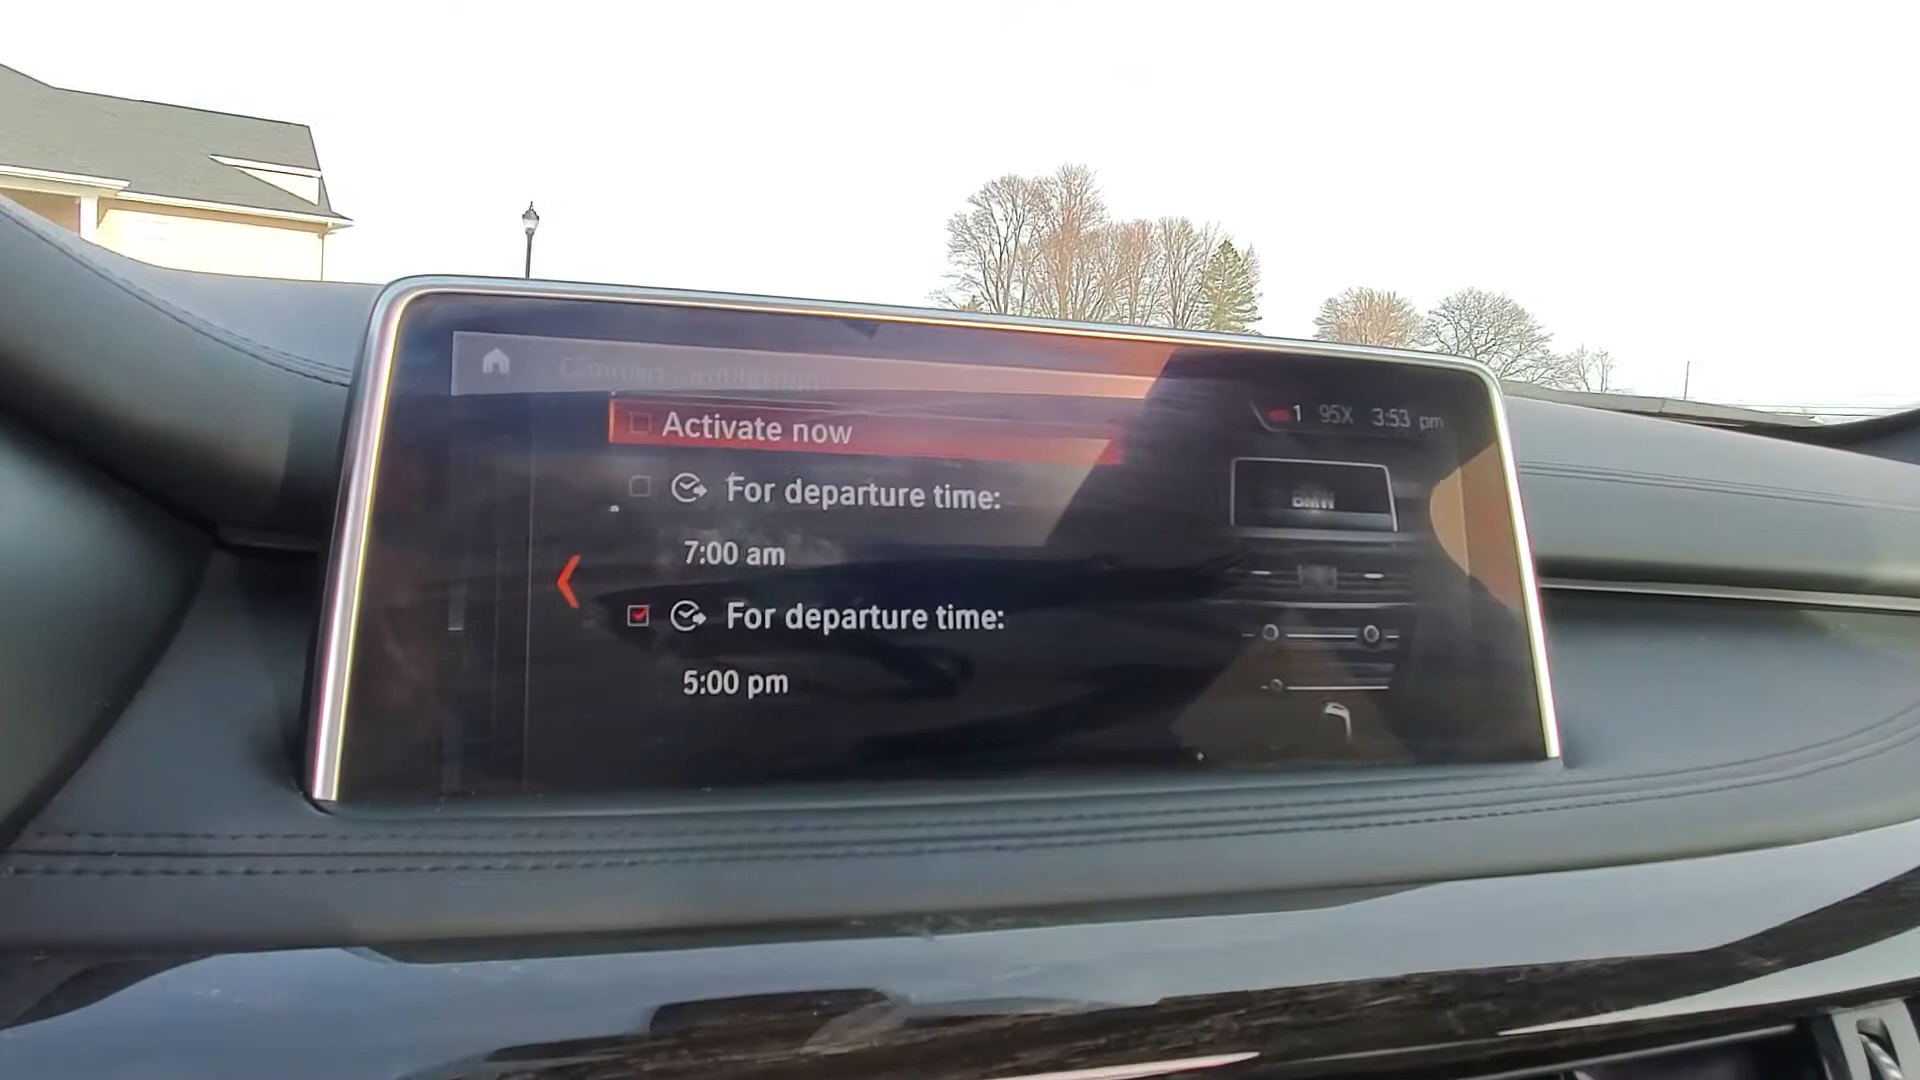 Activate now
1 95X 3:53 pm
For departure time:
7:00 am
For departure time:
5:00 pm
BMW